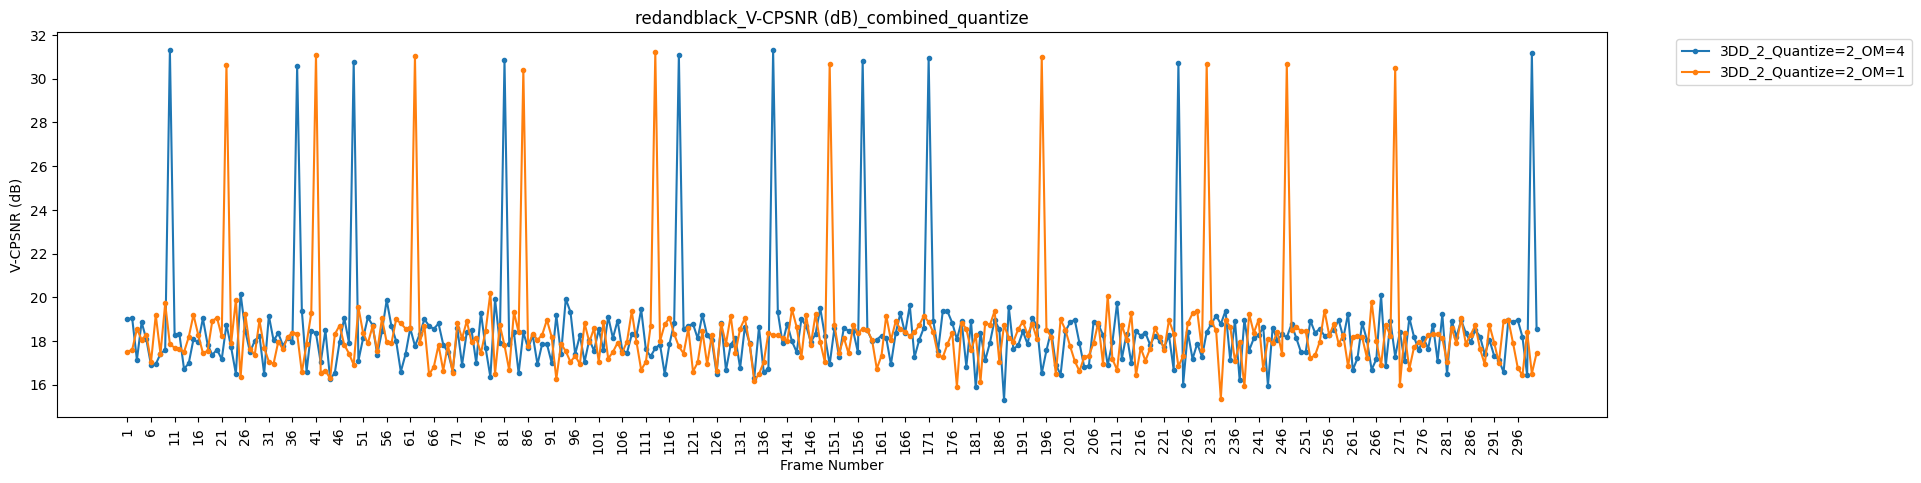 redandblack_V-CPSNR (dB)_combined_quantize
3DD_2_Quantize=2_OM=4
3DD_2_Quantize=2_OM=1
V-CPSNR (dB)
32
30
28
26
24
22
20
18
16
1 6 11 16 21 26 31 36 41 46 51 56 61 66 71 76 81 86 91 96 101 106 111 116 121 126 131 136 141 146 151 156 161 166 171 176 181 186 191 196 201 206 211 216 221 226 231 236 241 246 251 256 261 266 271 276 281 286 291 296
Frame Number